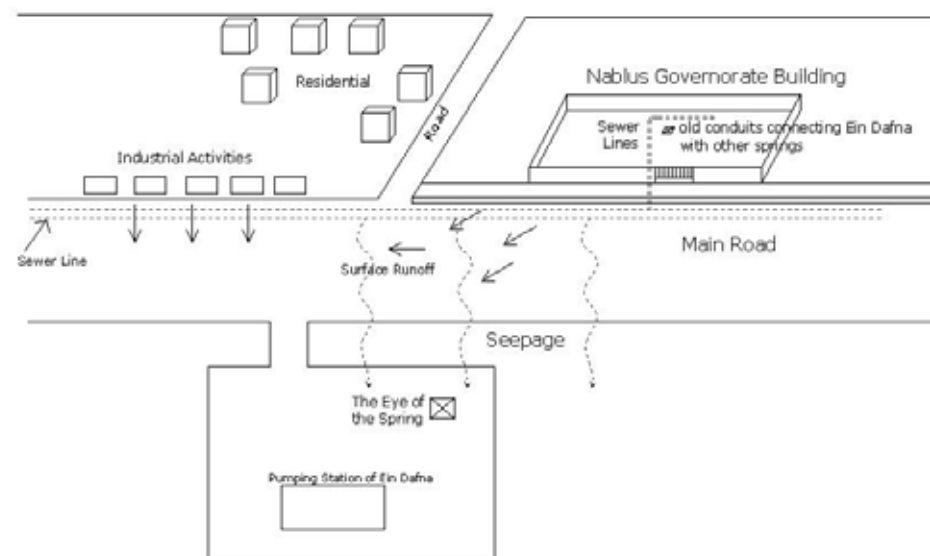 Residential
Road
Nablus Governorate Building
Sewer
Lines
old conduits connecting Ein Dafna
with other springs
Industrial Activities
Sewer Line
Surface Runoff
Main Road
Seepage
The Eye of
the Spring
Pumping Station of Ein Dafna